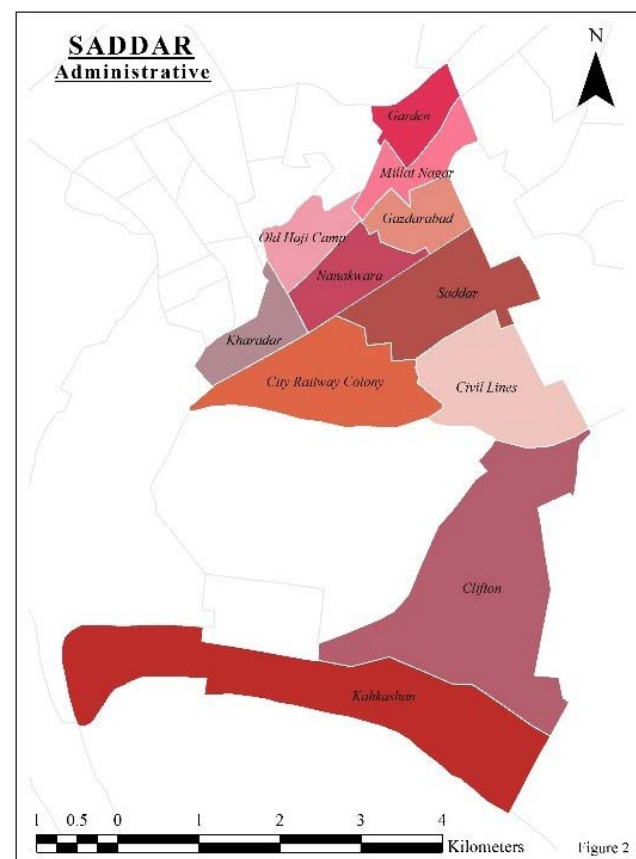 SADDAR
Administrative
N
Garden
Millat Nagar
Gazdarabad
Old Haji Camp
Nanakwara
Saddar
Kharadar
City Railway Colony
Civil Lines
Clifton
Kahkashan
1 0.5 0 1 2 3 4
Kilometers
Figure 2